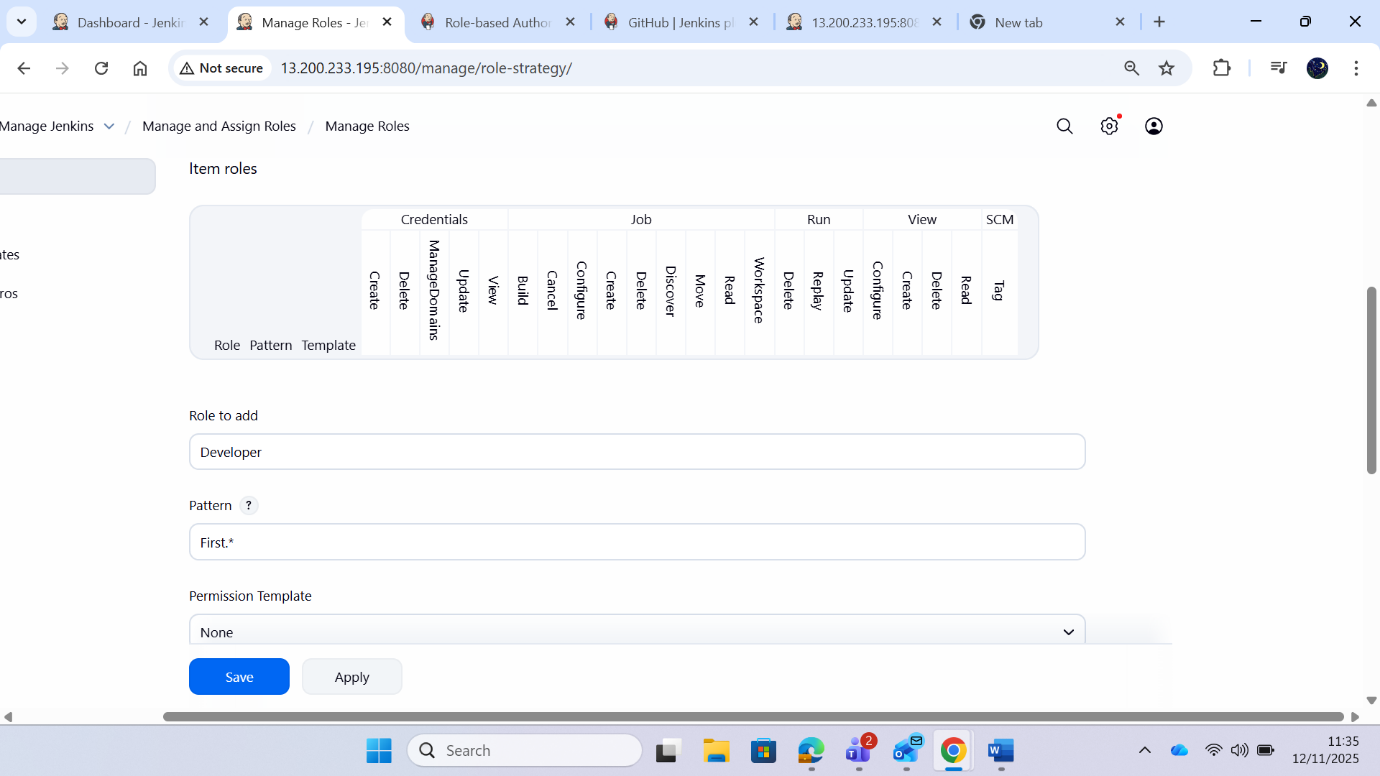 Dashboard - Jenki
Manage Roles - Je
Role-based Author
GitHub | Jenkins pl
13.200.233.195:808
New tab
Not secure
13.200.233.195:8080/manage/role-strategy/
Manage Jenkins / Manage and Assign Roles / Manage Roles
Item roles
ates
ros
Credentials Job Run View SCM
Role Pattern Template Create Delete ManageDomains Update View Build Cancel Configure Create Delete Discover Move Read Workspace Delete Replay Update Configure Create Delete Read Tag
Role to add
Developer
Pattern ?
First.*
Permission Template
None
Save Apply
Search
2
11:35
12/11/2025